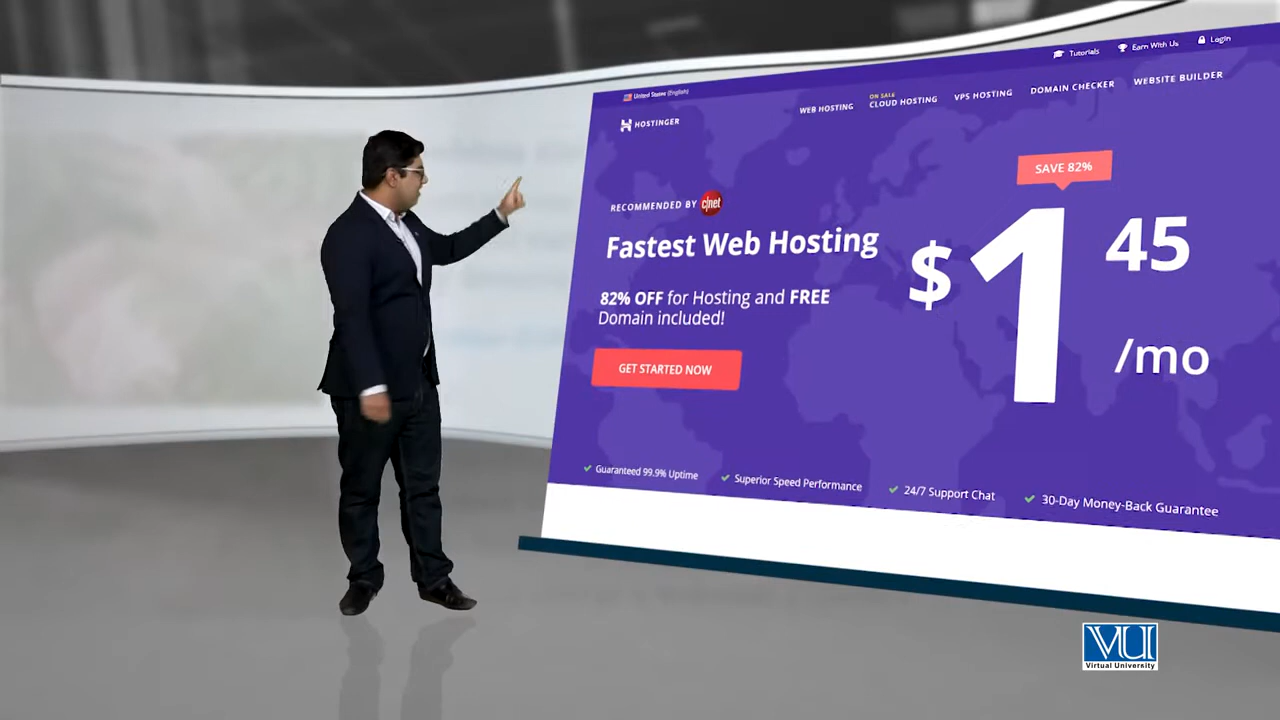 United States (English)
Tutorials
Earn With Us
Login
HOSTINGER
WEB HOSTING
ON SALE
CLOUD HOSTING
VPS HOSTING
DOMAIN CHECKER
WEBSITE BUILDER
SAVE 82%
RECOMMENDED BY c|net
Fastest Web Hosting
$1 45
/mo
82% OFF for Hosting and FREE
Domain included!
GET STARTED NOW
Guaranteed 99.9% Uptime
Superior Speed Performance
24/7 Support Chat
30-Day Money-Back Guarantee
VU
Virtual University